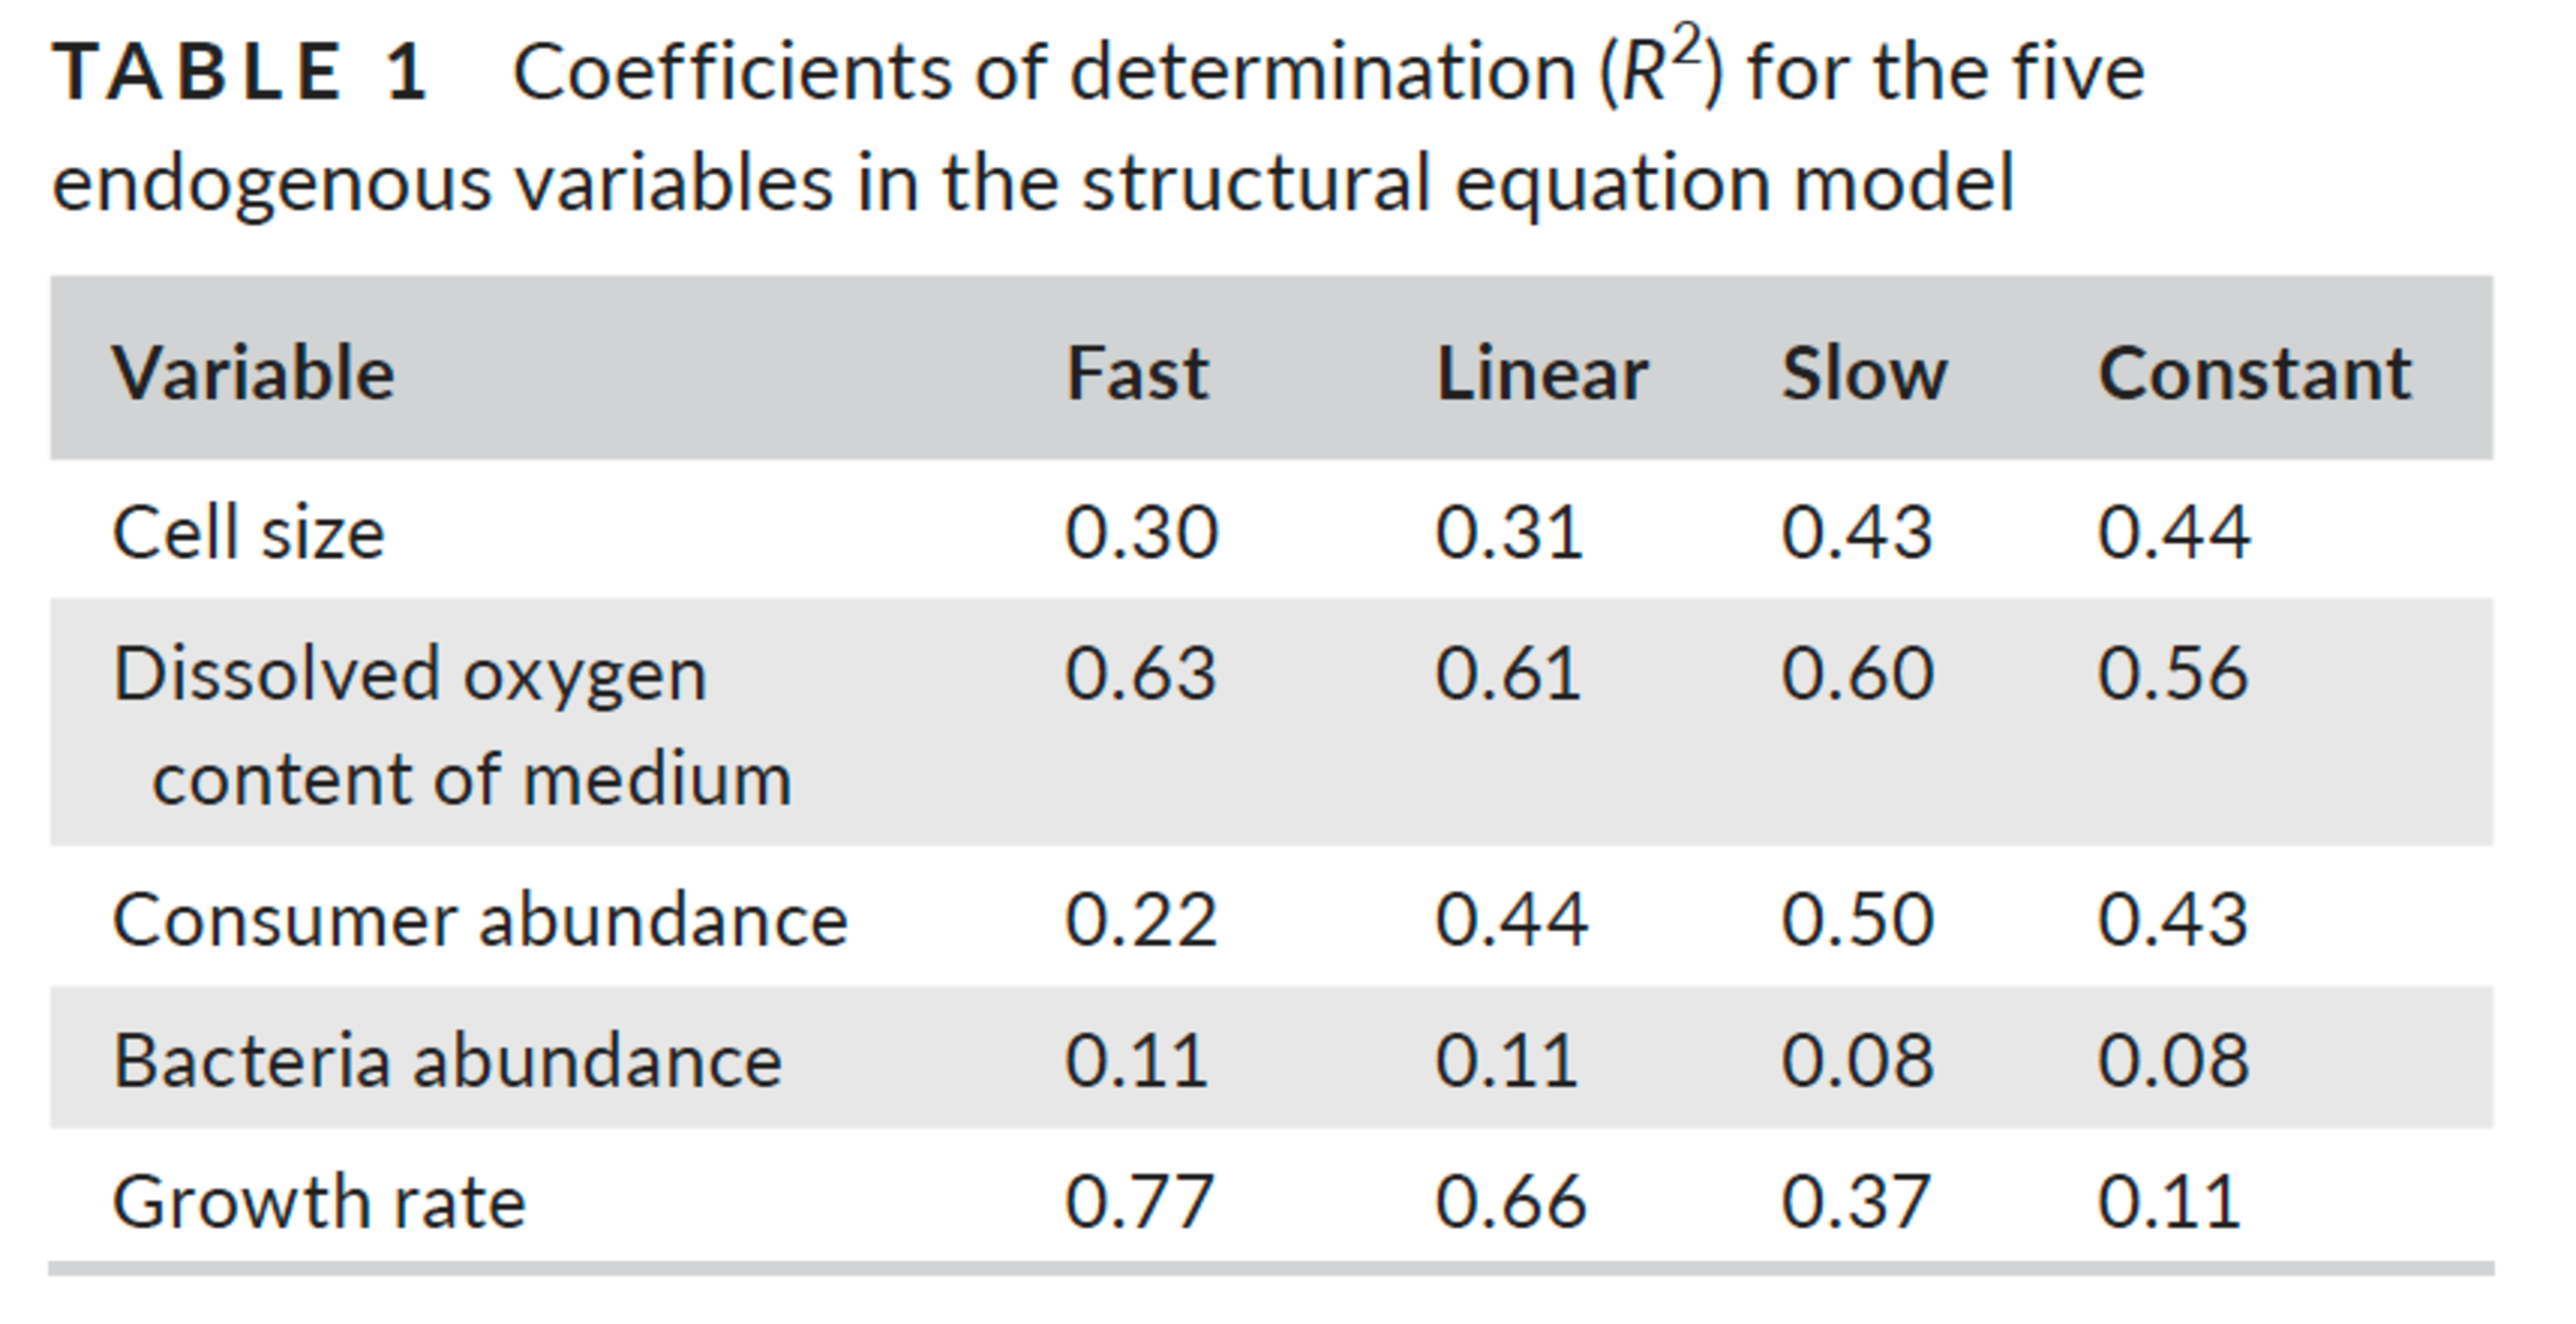 TABLE 1 Coefficients of determination (R²) for the five
endogenous variables in the structural equation model
Variable Fast Linear Slow Constant
Cell size 0.30 0.31 0.43 0.44
Dissolved oxygen 0.63 0.61 0.60 0.56
content of medium
Consumer abundance 0.22 0.44 0.50 0.43
Bacteria abundance 0.11 0.11 0.08 0.08
Growth rate 0.77 0.66 0.37 0.11